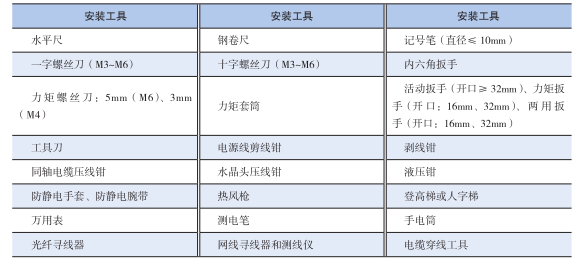 安装工具 安装工具 安装工具
水平尺 钢卷尺 记号笔（直径≤10mm）
一字螺丝刀（M3~M6） 十字螺丝刀（M3~M6） 内六角扳手
力矩螺丝刀；5mm（M6）、3mm（M4） 力矩套筒 活动扳手（开口≥32mm）、力矩扳手（开口；16mm、32mm）、两用扳手（开口；16mm、32mm）
工具刀 电源线剪线钳 剥线钳
同轴电缆压线钳 水晶头压线钳 液压钳
防静电手套、防静电腕带 热风枪 登高梯或人字梯
万用表 测电笔 手电筒
光纤寻线器 网线寻线器和测线仪 电缆穿线工具